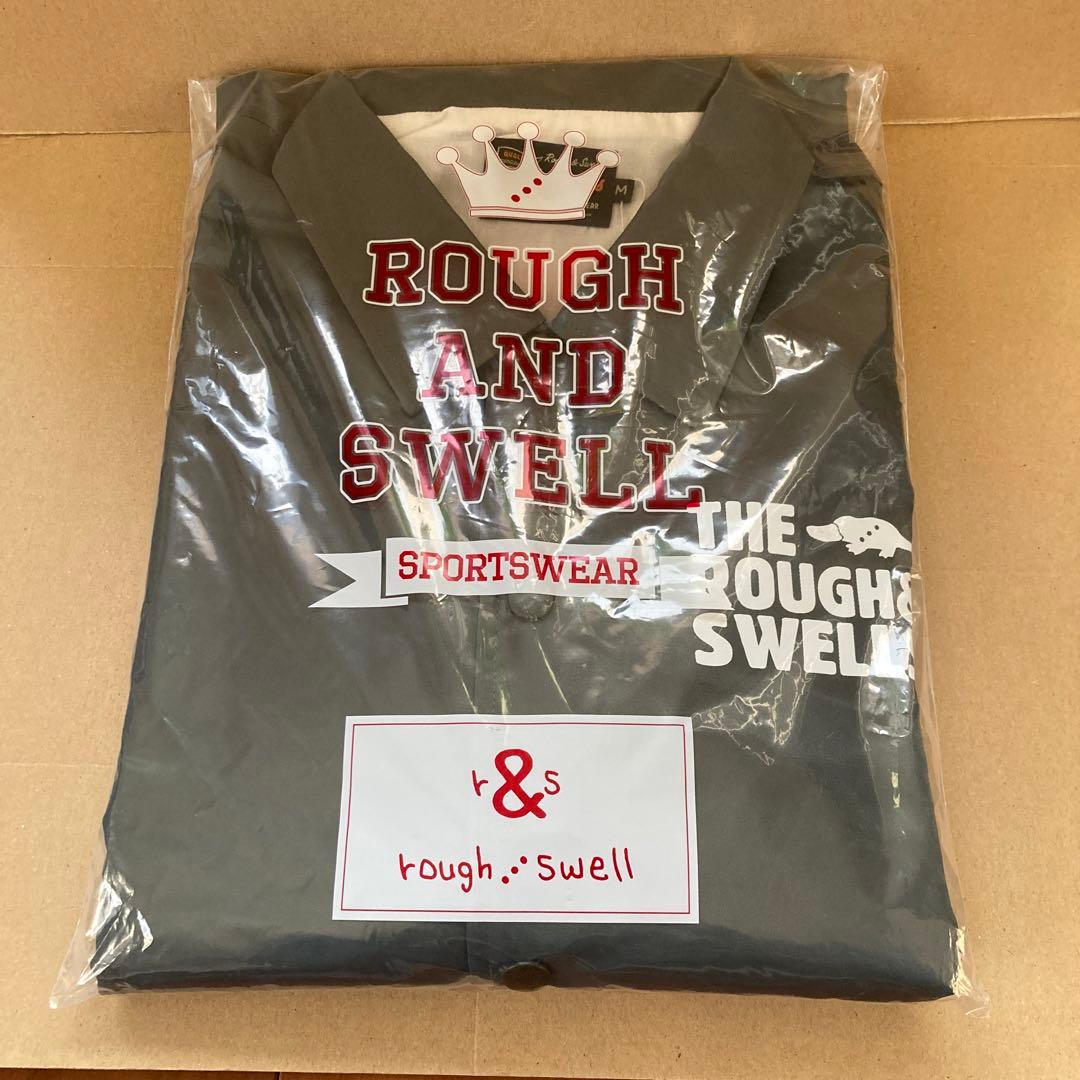 M
ROUGH
AND
SWELL
SPORTSWEAR
THE
ROUGH&
SWELL
r&s
rough swell